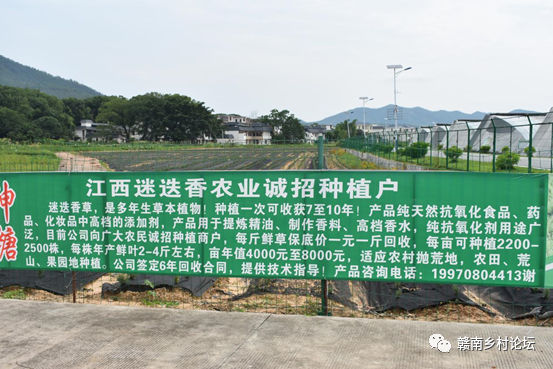 神
糖
江西迷迭香农业诚招种植户
迷迭香草，是多年生草本植物！种植一次可收获7至10年！产品纯天然抗氧化食品、药
品、化妆品中高档的添加剂，产品用于提炼精油、制作香料、高档香水，纯抗氧化剂用途广
泛，目前公司向广大农民诚招种植商户，每斤鲜草保底价一元一斤回收，每亩可种植2200-
2500株，每株年产鲜叶2-4斤左右，亩年值4000元至8000元，适应农村抛荒地，农田、荒
山、果园地种植。公司签定6年回收合同，提供技术指导！产品咨询电话：19970804413谢
赣南乡村论坛